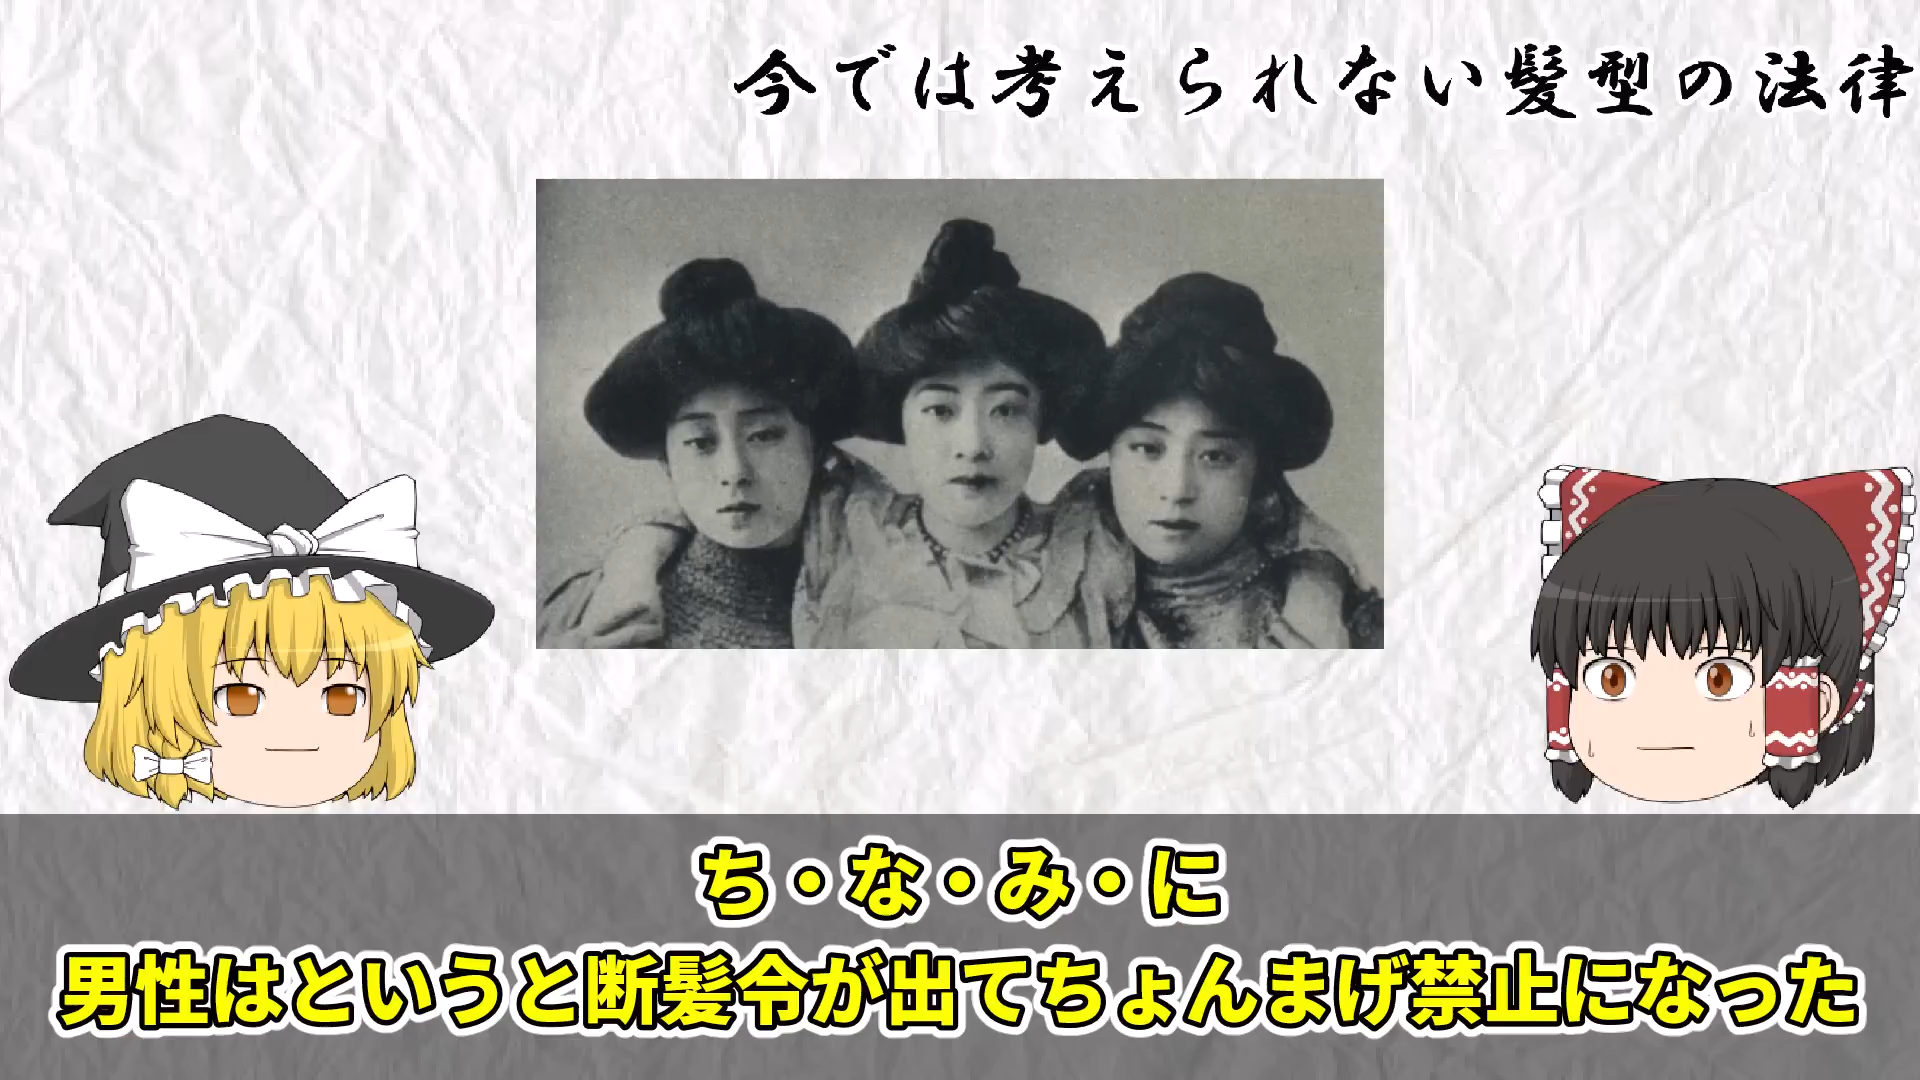 今では考えられない髪型の法律
ち・な・み・に
男性はというと断髪令が出てちょんまげ禁止になった